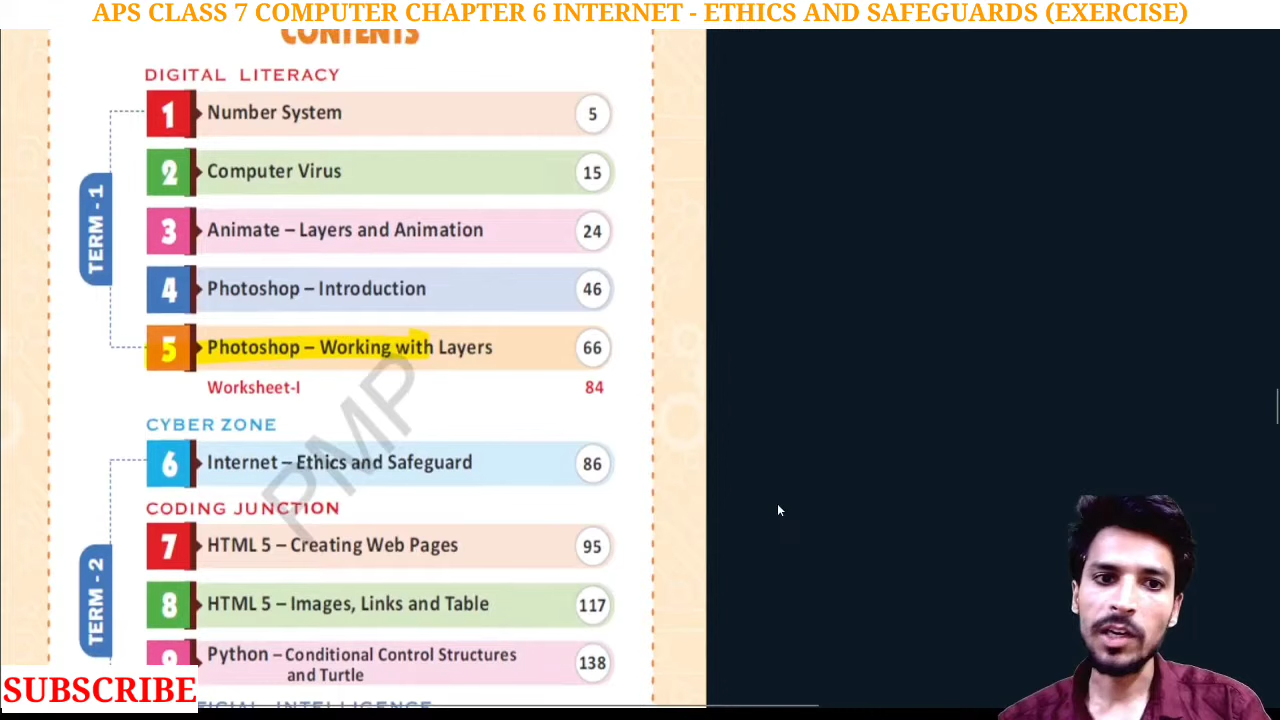 APS CLASS 7 COMPUTER CHAPTER 6 INTERNET - ETHICS AND SAFEGUARDS (EXERCISE)
CONTENTS
DIGITAL LITERACY
TERM - 1
1 Number System 5
2 Computer Virus 15
3 Animate – Layers and Animation 24
4 Photoshop – Introduction 46
5 Photoshop – Working with Layers 66
Worksheet-I 84
PMP
CYBER ZONE
6 Internet – Ethics and Safeguard 86
CODING JUNCTION
TERM - 2
7 HTML 5 – Creating Web Pages 95
8 HTML 5 – Images, Links and Table 117
9 Python – Conditional Control Structures 138
and Turtle
SUBSCRIBE
INTELLIGENCE